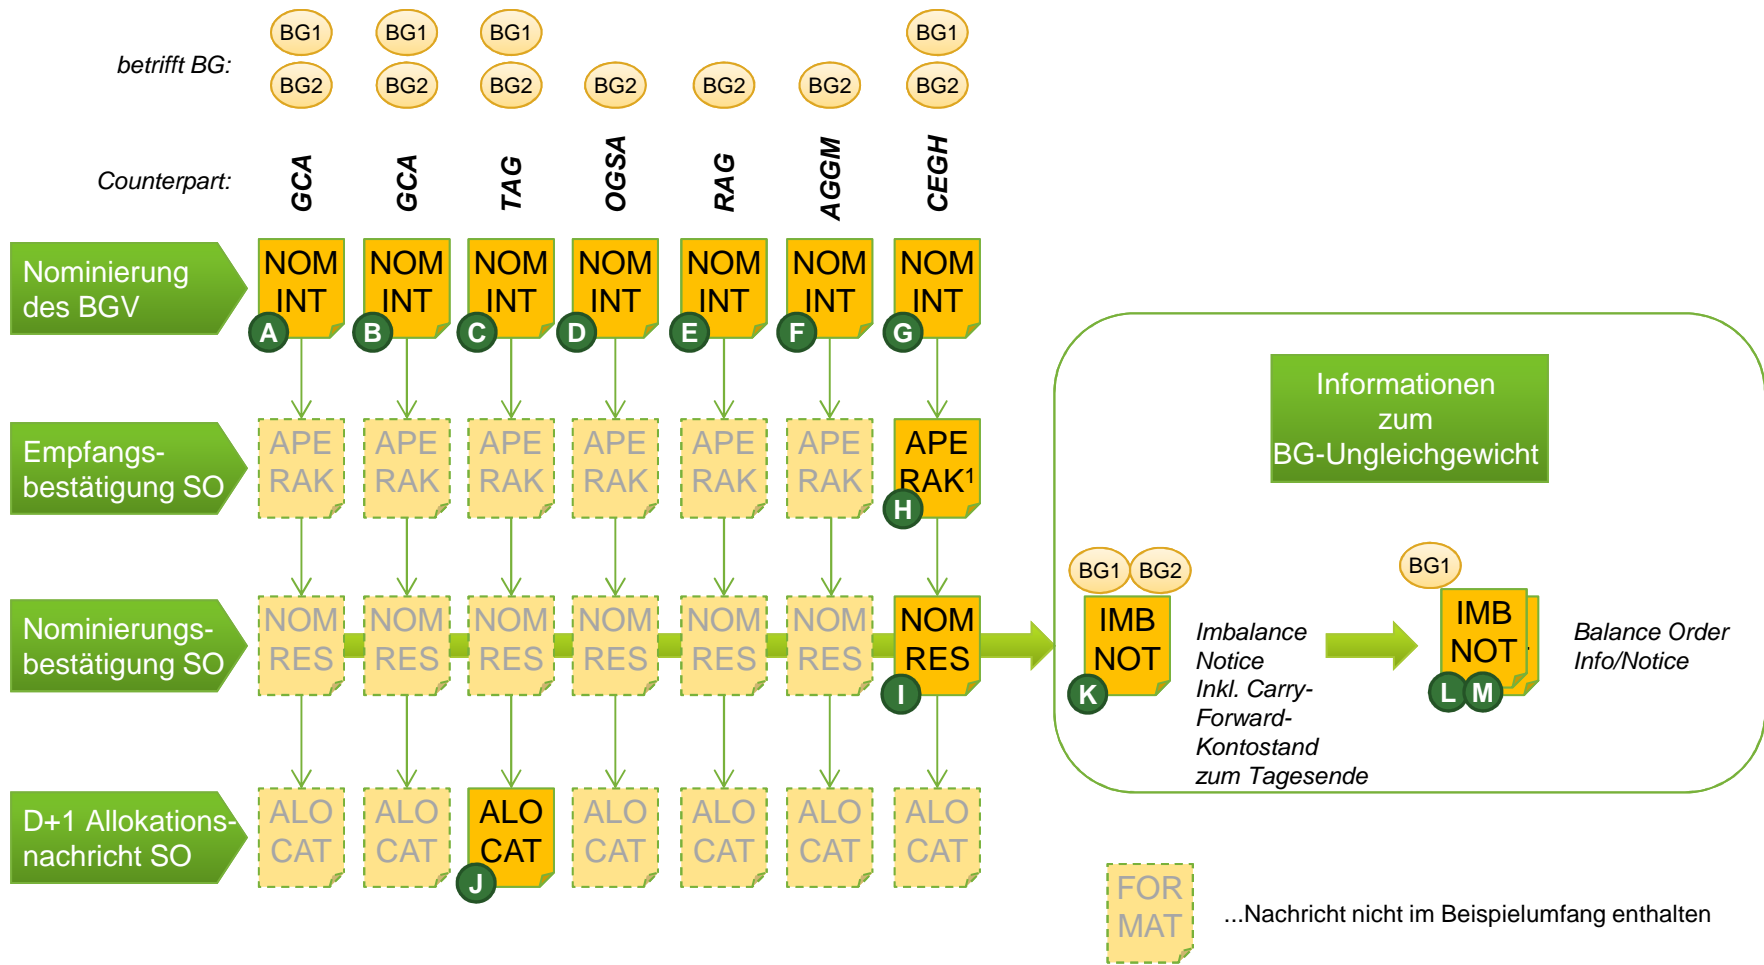 BG1 BG1 BG1 BG1
betrifft BG:
BG2 BG2 BG2 BG2 BG2 BG2 BG2
Counterpart: GCA GCA TAG OGSA RAG AGGM CEGH
Nominierung
des BGV
NOM NOM NOM NOM NOM NOM NOM
INT INT INT INT INT INT INT
A B C D E F G
Empfangs-
bestätigung SO
APE APE APE APE APE APE APE
RAK RAK RAK RAK RAK RAK RAK¹
H
Nominierungs-
bestätigung SO
NOM NOM NOM NOM NOM NOM NOM
RES RES RES RES RES RES RES
I
D+1 Allokations-
nachricht SO
ALO ALO ALO ALO ALO ALO ALO
CAT CAT CAT CAT CAT CAT CAT
J
Informationen
zum
BG-Ungleichgewicht
BG1 BG2
IMB
NOT
K
Imbalance
Notice
Inkl. Carry-
Forward-
Kontostand
zum Tagesende
BG1
IMB
NOT
L M
Balance Order
Info/Notice
FOR
MAT
...Nachricht nicht im Beispielumfang enthalten